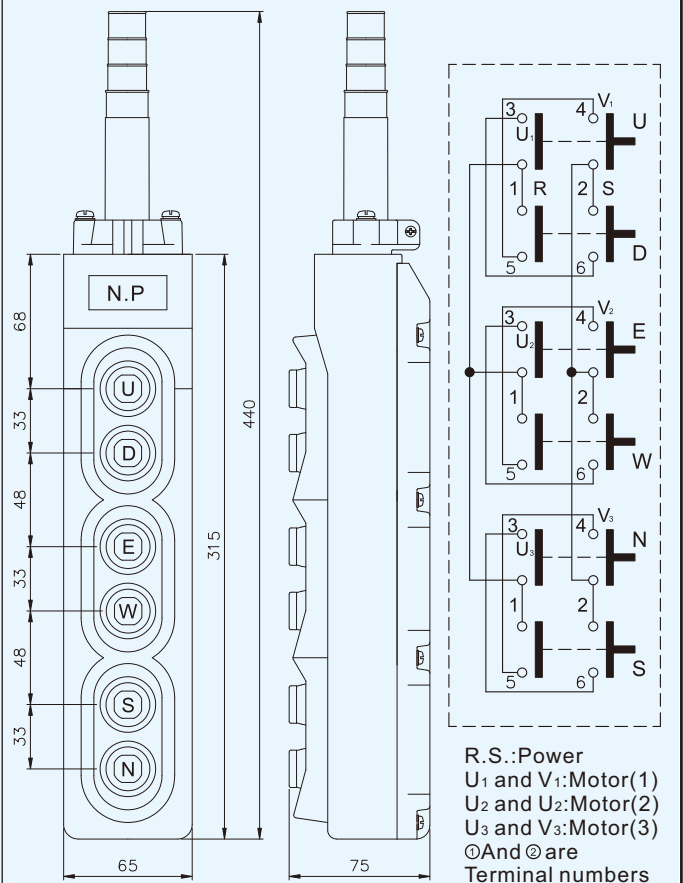 N.P
U
D
E
W
S
N
68
33
48
33
48
33
440
315
65
75
3 4 V₁ U
U₁
1 R 2 S
D
5 6
3 4 V₂ E
U₂
1 2
5 6 W
3 4 V₃ N
U₃
1 2
5 6 S
R.S.:Power
U₁ and V₁:Motor(1)
U₂ and U₂:Motor(2)
U₃ and V₃:Motor(3)
①And ② are
Terminal numbers